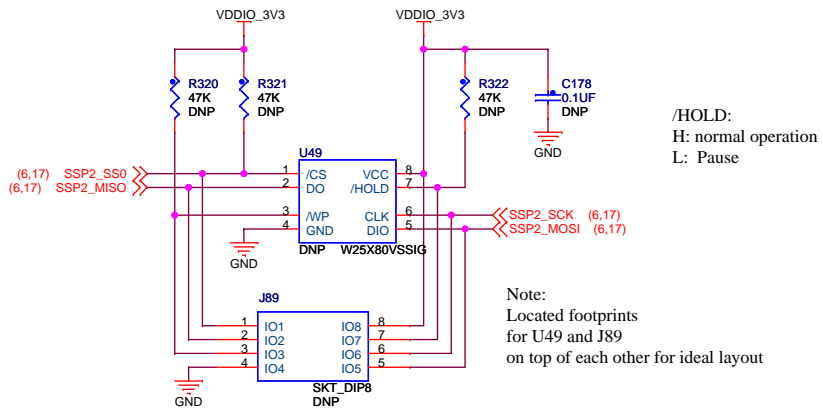 VDDIO_3V3 VDDIO_3V3
R320 R321 R322 C178
47K 47K 47K 0.1UF
DNP DNP DNP DNP
GND
/HOLD:
H: normal operation
L: Pause
U49
(6,17) SSP2_SS0 1 /CS VCC 8
(6,17) SSP2_MISO 2 DO /HOLD 7
3 /WP CLK 6 SSP2_SCK (6,17)
4 GND DIO 5 SSP2_MOSI (6,17)
GND DNP W25X80VSSIG
J89
1 IO1 IO8 8
2 IO2 IO7 7
3 IO3 IO6 6
4 IO4 IO5 5
SKT_DIP8
GND DNP
Note:
Located footprints
for U49 and J89
on top of each other for ideal layout